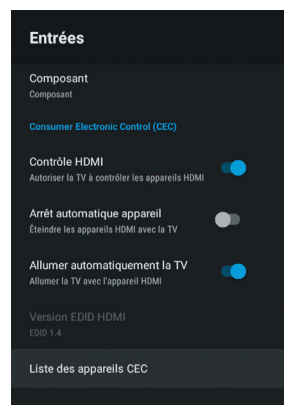 Entrées
Composant
Composant
Consumer Electronic Control (CEC)
Contrôle HDMI
Autoriser la TV à contrôler les appareils HDMI
Arrêt automatique appareil
Éteindre les appareils HDMI avec la TV
Allumer automatiquement la TV
Allumer la TV avec l'appareil HDMI
Version EDID HDMI
EDID 1.4
Liste des appareils CEC